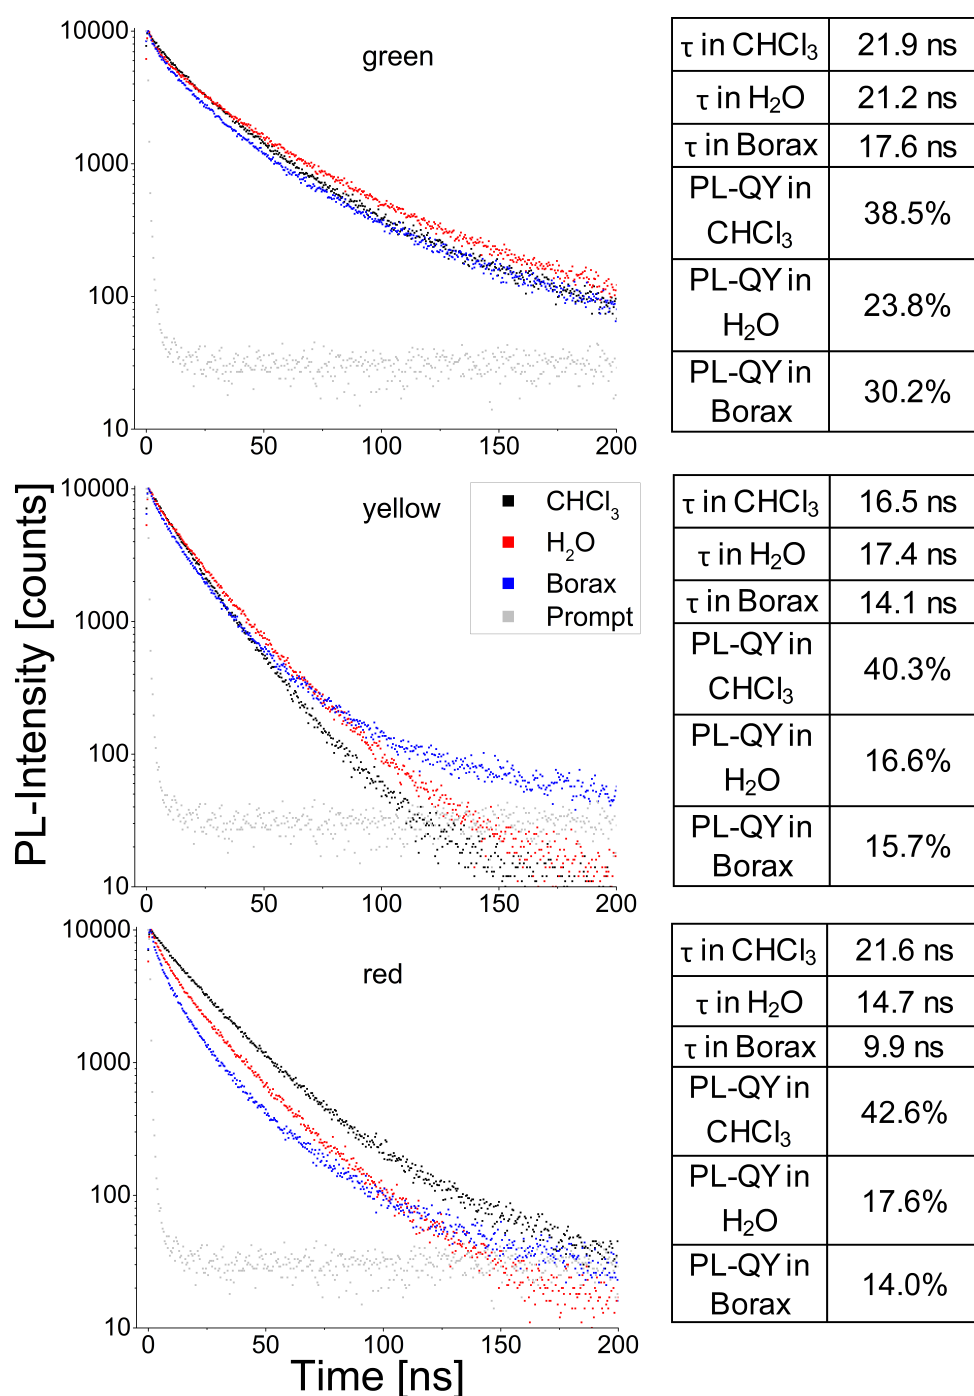 green
10000
1000
100
10
0
50
100
150
200
τ in CHCl₃ 21.9 ns
τ in H₂O 21.2 ns
τ in Borax 17.6 ns
PL-QY in
CHCl₃
38.5%
PL-QY in
H₂O
23.8%
PL-QY in
Borax
30.2%
PL-Intensity [counts]
yellow
10000
1000
100
10
0
50
100
150
200
CHCl₃
H₂O
Borax
Prompt
τ in CHCl₃ 16.5 ns
τ in H₂O 17.4 ns
τ in Borax 14.1 ns
PL-QY in
CHCl₃
40.3%
PL-QY in
H₂O
16.6%
PL-QY in
Borax
15.7%
red
10000
1000
100
10
0
50
100
150
200
Time [ns]
τ in CHCl₃ 21.6 ns
τ in H₂O 14.7 ns
τ in Borax 9.9 ns
PL-QY in
CHCl₃
42.6%
PL-QY in
H₂O
17.6%
PL-QY in
Borax
14.0%